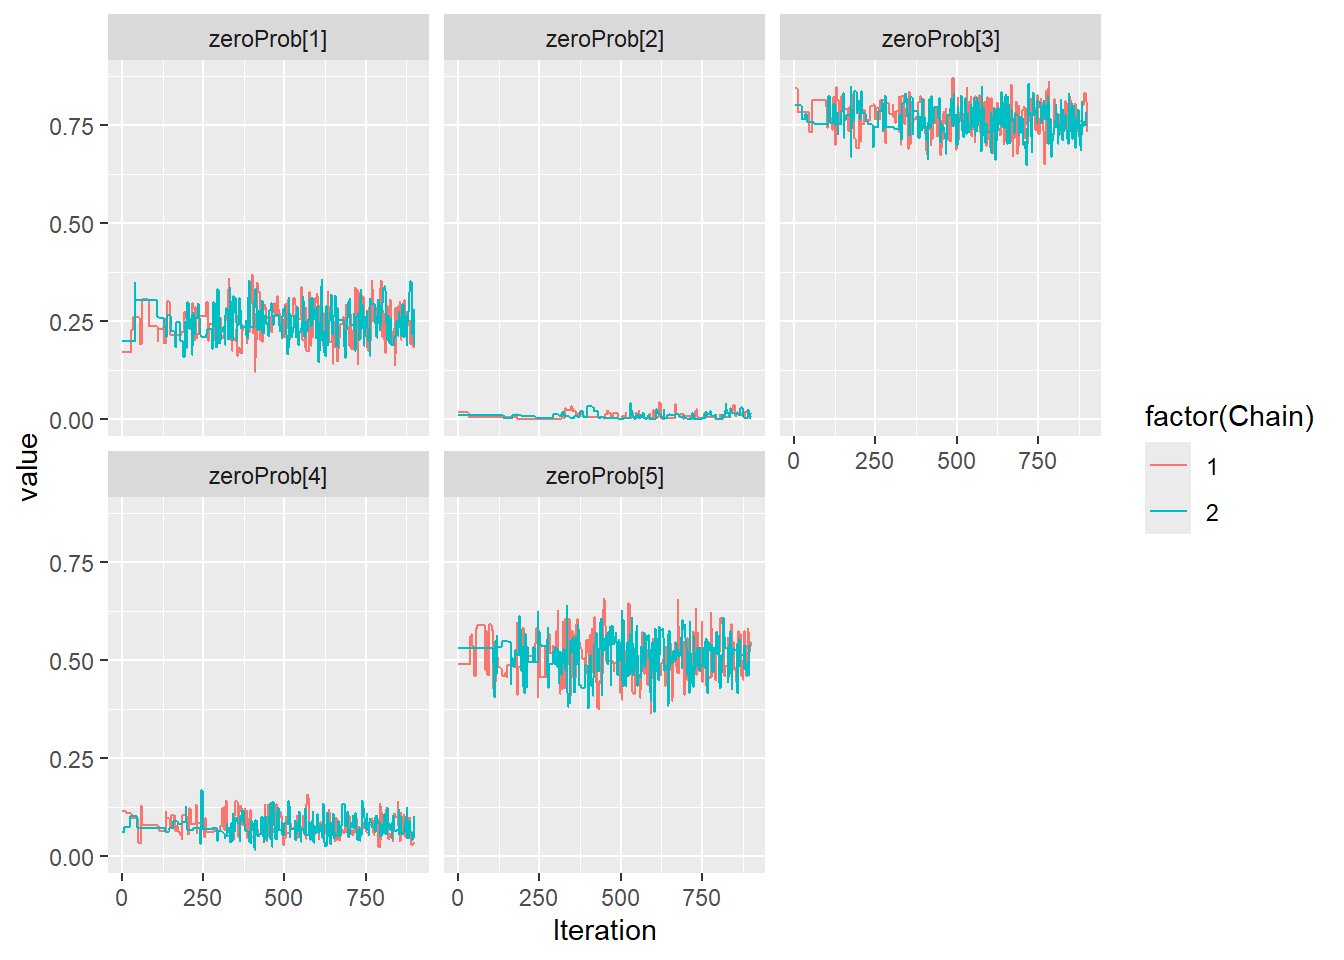 zeroProb[1] zeroProb[2] zeroProb[3]
0.75
0.50
0.25
0.00
0 250 500 750
value
zeroProb[4] zeroProb[5]
0.75
0.50
0.25
0.00
0 250 500 750 0 250 500 750
Iteration
factor(Chain)
1
2